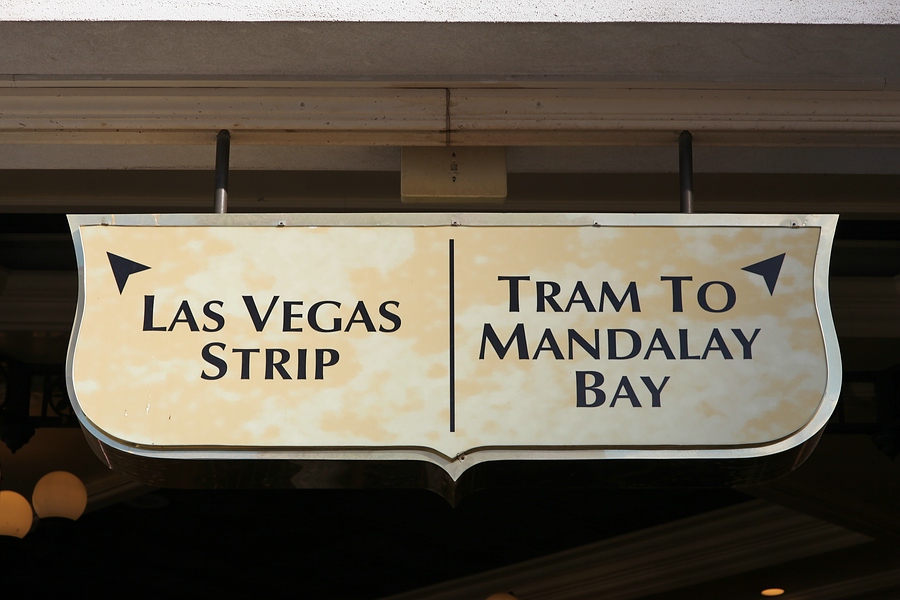 Las Vegas
Strip
Tram To
Mandalay
Bay